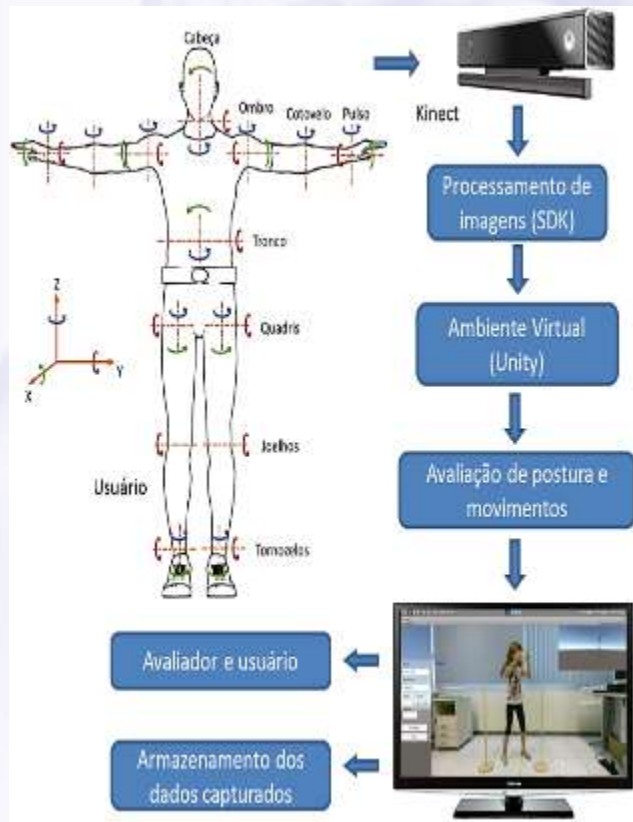 Cabeça
Ombro
Cotovelo
Pulso
Kinect
Processamento de
imagens (SDK)
Tronco
Z
Y
X
Quadris
Ambiente Virtual
(Unity)
Joelhos
Usuário
Avaliação de postura e
movimentos
Tornozelos
Avaliador e usuário
Armazenamento dos
dados capturados